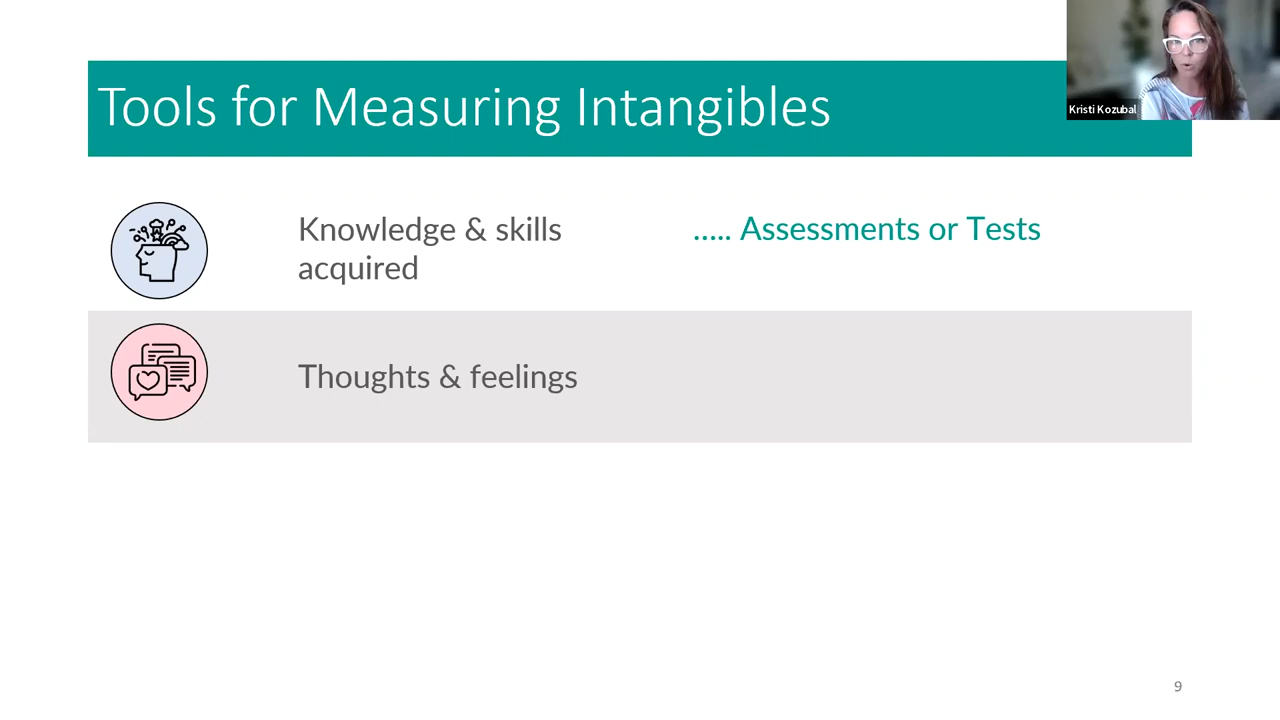 Tools for Measuring Intangibles
Kristi Kozubal
Knowledge & skills
acquired
..... Assessments or Tests
Thoughts & feelings
9